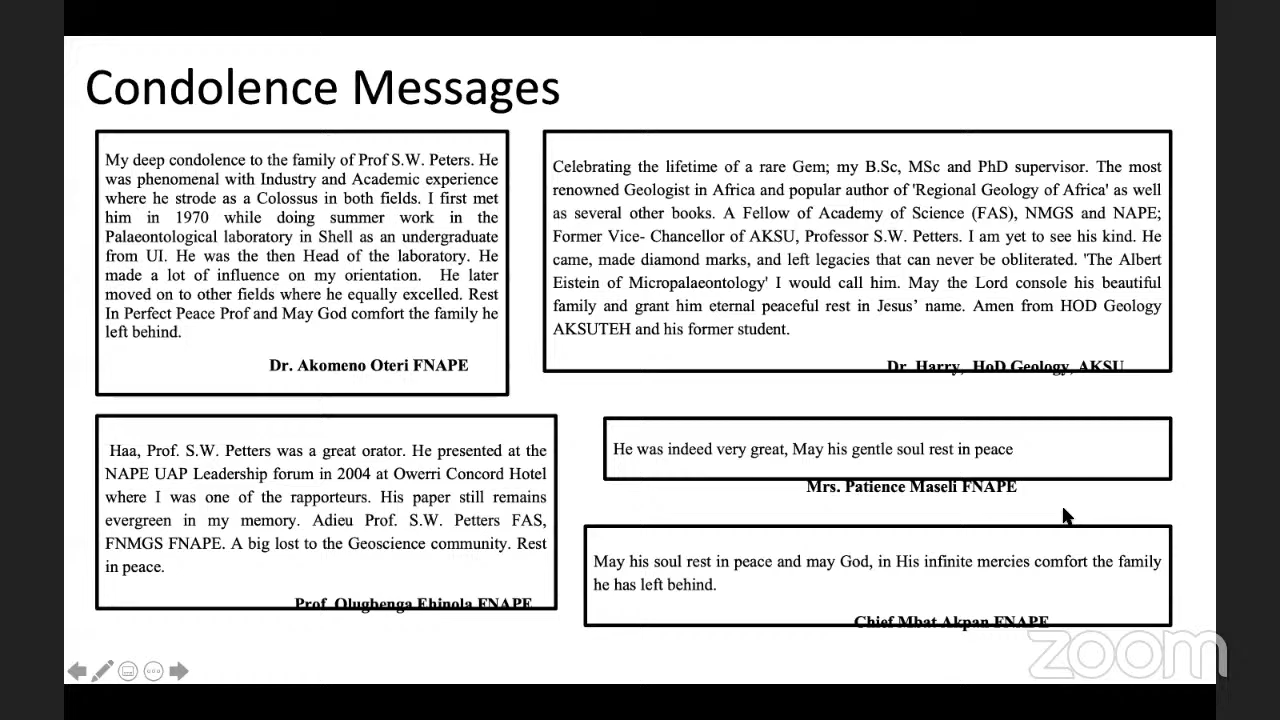 Condolence Messages
My deep condolence to the family of Prof S.W. Peters. He
was phenomenal with Industry and Academic experience
where he strode as a Colossus in both fields. I first met
him in 1970 while doing summer work in the
Palaeontological laboratory in Shell as an undergraduate
from UI. He was the then Head of the laboratory. He
made a lot of influence on my orientation. He later
moved on to other fields where he equally excelled. Rest
In Perfect Peace Prof and May God comfort the family he
left behind.
Dr. Akomeno Oteri FNAPE
Celebrating the lifetime of a rare Gem; my B.Sc, MSc and PhD supervisor. The most
renowned Geologist in Africa and popular author of 'Regional Geology of Africa' as well
as several other books. A Fellow of Academy of Science (FAS), NMGS and NAPE;
Former Vice- Chancellor of AKSU, Professor S.W. Petters. I am yet to see his kind. He
came, made diamond marks, and left legacies that can never be obliterated. 'The Albert
Eistein of Micropalaeontology' I would call him. May the Lord console his beautiful
family and grant him eternal peaceful rest in Jesus’ name. Amen from HOD Geology
AKSUTEH and his former student.
Dr. Harry, HoD Geology, AKSU
Haa, Prof. S.W. Petters was a great orator. He presented at the
NAPE UAP Leadership forum in 2004 at Owerri Concord Hotel
where I was one of the rapporteurs. His paper still remains
evergreen in my memory. Adieu Prof. S.W. Petters FAS,
FNMGS FNAPE. A big lost to the Geoscience community. Rest
in peace.
Prof. Olugbenga Ehinola FNAPE
He was indeed very great, May his gentle soul rest in peace
Mrs. Patience Maseli FNAPE
May his soul rest in peace and may God, in His infinite mercies comfort the family
he has left behind.
Chief Mbat Akpan FNAPE
zoom